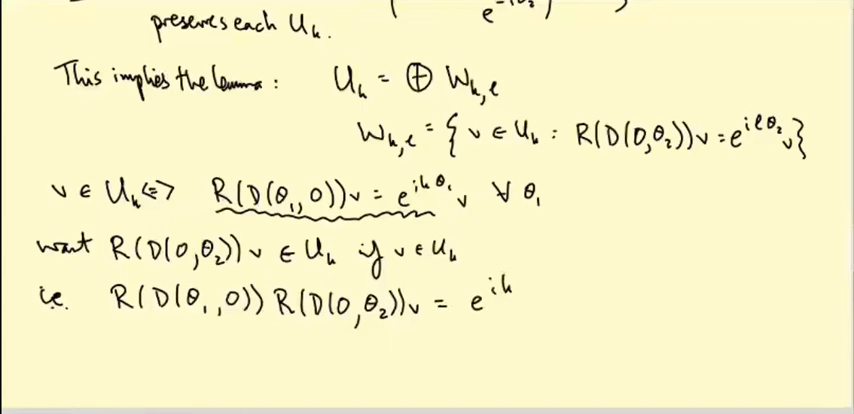 e^{-iθ_2}
preserves each U_k.
This implies the lemma : U_k = ⊕ W_{k,ℓ}
W_{k,ℓ} = { v ∈ U_k : R(D(0,θ_2))v = e^{iℓθ_2} v }
v ∈ U_k ⇔ R(D(θ_1, 0))v = e^{ikθ_1} v ∀ θ_1
want R(D(0,θ_2))v ∈ U_k if v ∈ U_k
i.e. R(D(θ_1, 0)) R(D(0,θ_2))v = e^{ik